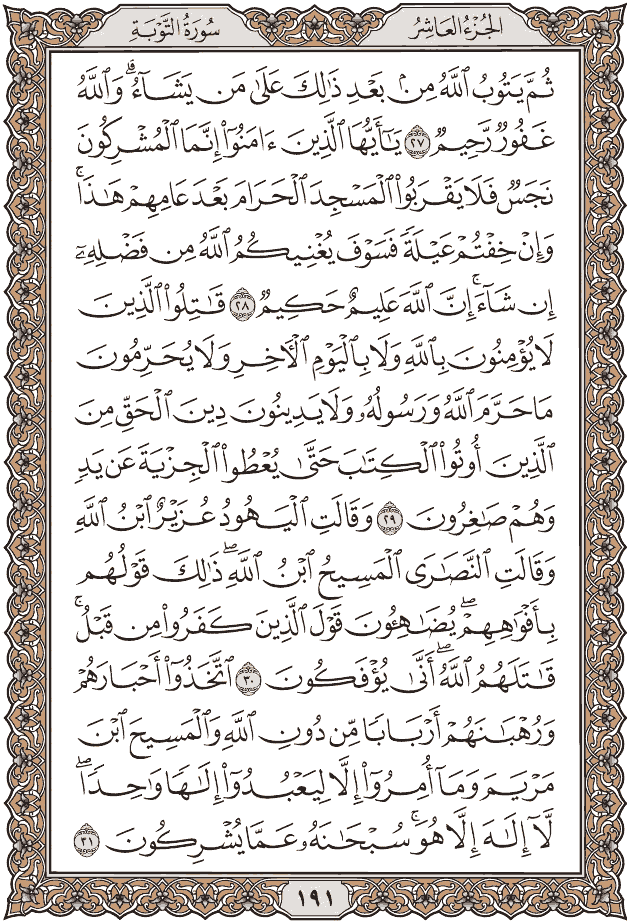 الجُزْءُ العَاشِرُ
سُورَةُ التَّوْبَةِ
ثُمَّ يَتُوبُ ٱللَّهُ مِنۢ بَعْدِ ذَٰلِكَ عَلَىٰ مَن يَشَآءُۗ وَٱللَّهُ
غَفُورٌ رَّحِيمٌ ٢٧ يَٰٓأَيُّهَا ٱلَّذِينَ ءَامَنُوٓاْ إِنَّمَا ٱلْمُشْرِكُونَ
نَجَسٌ فَلَا يَقْرَبُواْ ٱلْمَسْجِدَ ٱلْحَرَامَ بَعْدَ عَامِهِمْ هَٰذَاۚ
وَإِنْ خِفْتُمْ عَيْلَةً فَسَوْفَ يُغْنِيكُمُ ٱللَّهُ مِن فَضْلِهِۦٓ
إِن شَآءَۚ إِنَّ ٱللَّهَ عَلِيمٌ حَكِيمٌ ٢٨ قَٰتِلُواْ ٱلَّذِينَ
لَا يُؤْمِنُونَ بِٱللَّهِ وَلَا بِٱلْيَوْمِ ٱلْأٓخِرِ وَلَا يُحَرِّمُونَ
مَا حَرَّمَ ٱللَّهُ وَرَسُولُهُۥ وَلَا يَدِينُونَ دِينَ ٱلْحَقِّ مِنَ
ٱلَّذِينَ أُوتُواْ ٱلْكِتَٰبَ حَتَّىٰ يُعْطُواْ ٱلْجِزْيَةَ عَن يَدٍ
وَهُمْ صَٰغِرُونَ ٢٩ وَقَالَتِ ٱلْيَهُودُ عُزَيْرٌ ٱبْنُ ٱللَّهِ
وَقَالَتِ ٱلنَّصَٰرَى ٱلْمَسِيحُ ٱبْنُ ٱللَّهِۖ ذَٰلِكَ قَوْلُهُم
بِأَفْوَٰهِهِمْۖ يُضَٰهِـُٔونَ قَوْلَ ٱلَّذِينَ كَفَرُواْ مِن قَبْلُۚ
قَٰتَلَهُمُ ٱللَّهُۖ أَنَّىٰ يُؤْفَكُونَ ٣٠ ٱتَّخَذُوٓاْ أَحْبَارَهُمْ
وَرُهْبَٰنَهُمْ أَرْبَابًا مِّن دُونِ ٱللَّهِ وَٱلْمَسِيحَ ٱبْنَ
مَرْيَمَ وَمَآ أُمِرُوٓاْ إِلَّا لِيَعْبُدُوٓاْ إِلَٰهًا وَٰحِدًاۖ
لَّآ إِلَٰهَ إِلَّا هُوَۚ سُبْحَٰنَهُۥ عَمَّا يُشْرِكُونَ ٣١
١٩١